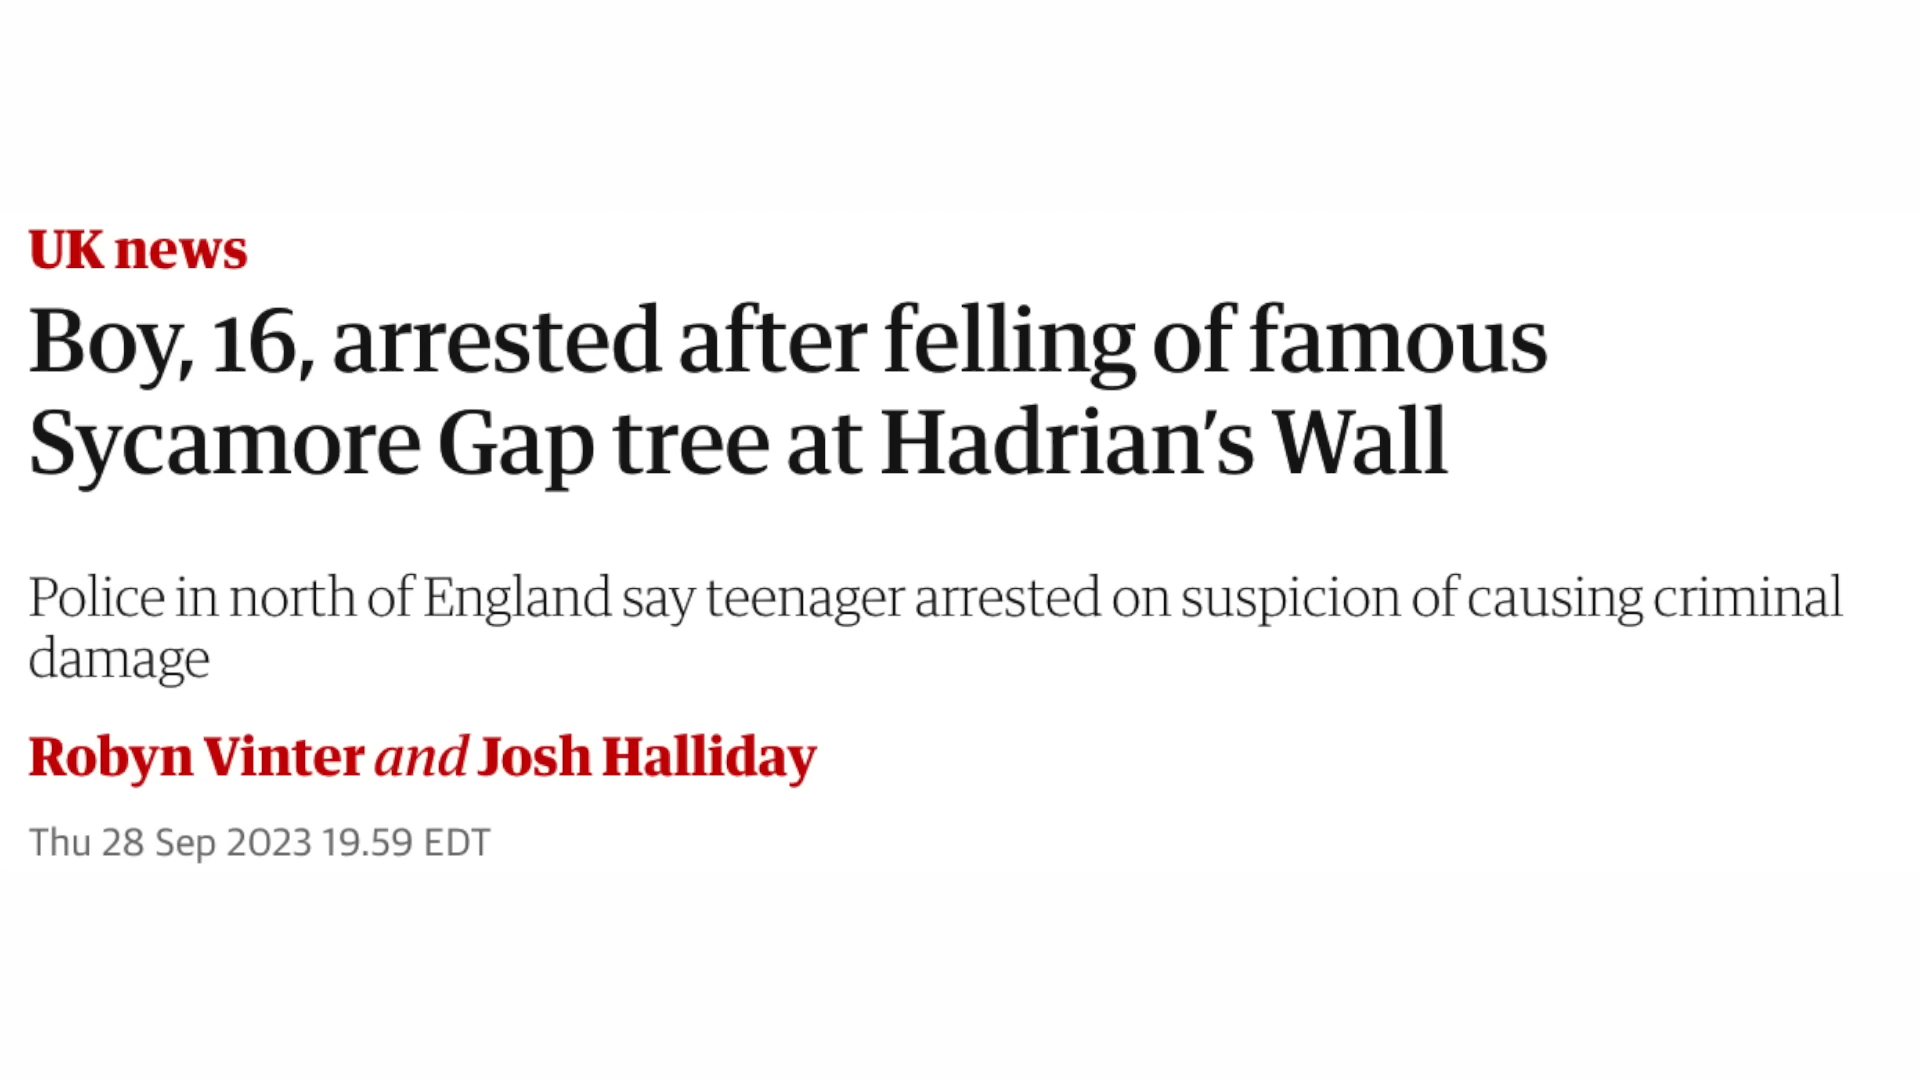 UK news
Boy, 16, arrested after felling of famous
Sycamore Gap tree at Hadrian’s Wall
Police in north of England say teenager arrested on suspicion of causing criminal
damage
Robyn Vinter and Josh Halliday
Thu 28 Sep 2023 19.59 EDT